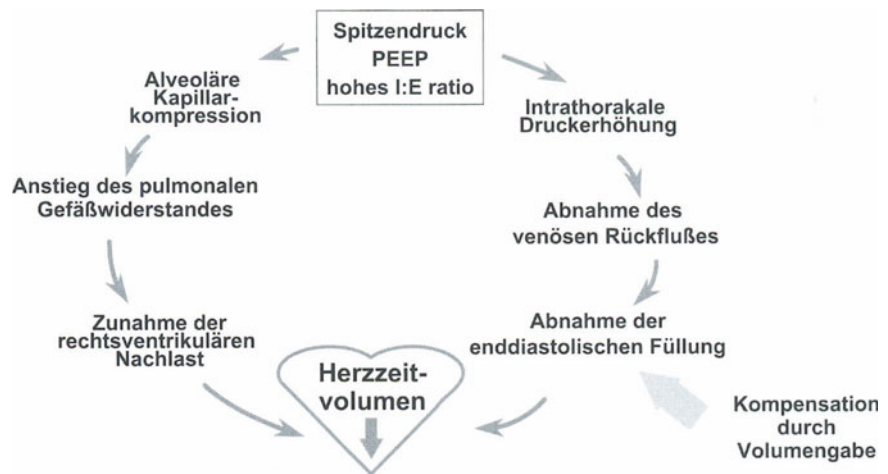 Spitzendruck
PEEP
hohes I:E ratio
Alveoläre
Kapillar-
kompression
Anstieg des pulmonalen
Gefäßwiderstandes
Zunahme der
rechtsventrikulären
Nachlast
Intrathorakale
Druckerhöhung
Abnahme des
venösen Rückflußes
Abnahme der
enddiastolischen Füllung
Herzzeit-
volumen
Kompensation
durch
Volumengabe